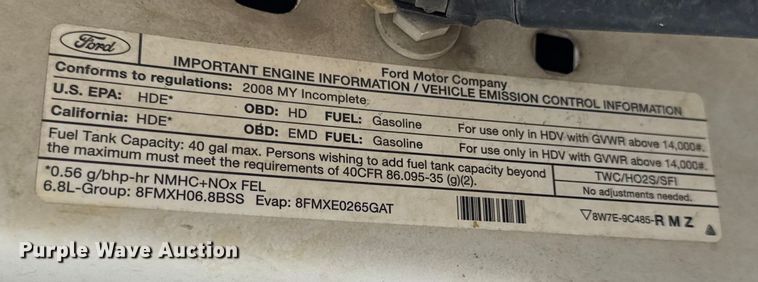 Ford
Ford Motor Company
IMPORTANT ENGINE INFORMATION / VEHICLE EMISSION CONTROL INFORMATION
Conforms to regulations: 2008 MY Incomplete
U.S. EPA: HDE* OBD: HD FUEL: Gasoline For use only in HDV with GVWR above 14,000#.
California: HDE* OBD: EMD FUEL: Gasoline For use only in HDV with GVWR above 14,000#.
Fuel Tank Capacity: 40 gal max. Persons wishing to add fuel tank capacity beyond
the maximum must meet the requirements of 40CFR 86.095-35 (g)(2).
TWC/HO2S/SFI
No adjustments needed.
*0.56 g/bhp-hr NMHC+NOx FEL
6.8L-Group: 8FMXH06.8BSS Evap: 8FMXE0265GAT
8W7E-9C485-R M Z
Purple Wave Auction